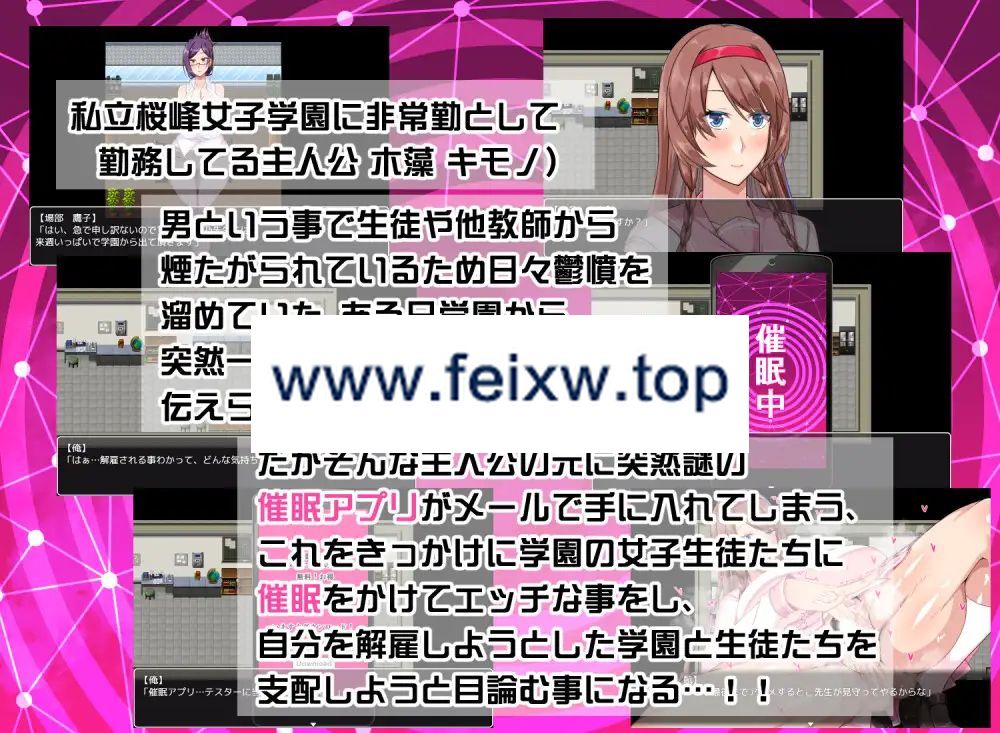 私立桜峰女子学園に非常勤として
勤務してる主人公 木藻 キモノ）
【堀部　鷹子】
「はい、急で申し訳ないので
来週いっぱいで学園から出て頂きます」
すか？」
男という事で生徒や他教師から
煙たがられているため日々鬱憤を
溜めていた、ある日学園から
突然一
伝えら
www.feixw.top
催眠中
【俺】
「はぁ…解雇される事わかって、どんな気持ち
だがそんな主人公の元に突然謎の
催眠アプリがメールで手に入れてしまう、
これをきっかけに学園の女子生徒たちに
無料！お得
催眠をかけてエッチな事をし、
自分を解雇しようとした学園と生徒たちを
Download
支配しようと目論む事になる…！！
【俺】
「催眠アプリ…テスターに
すると、先生が見守ってやるからな」